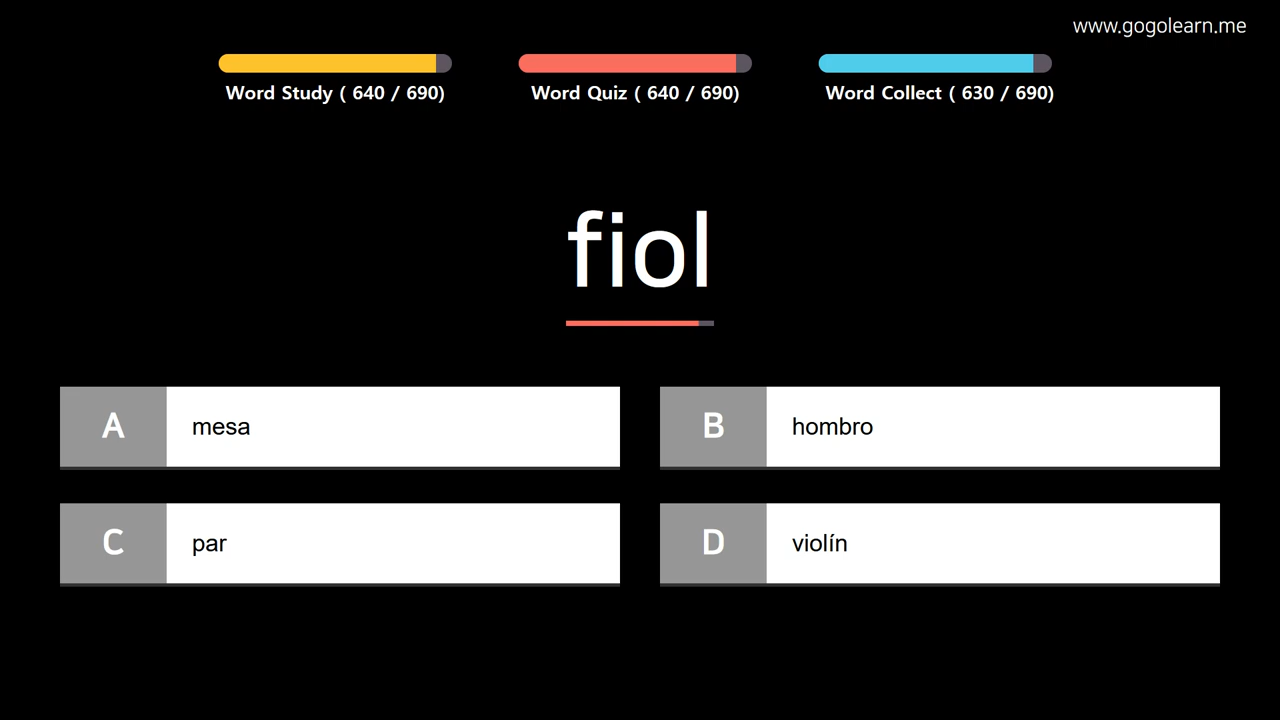 www.gogolearn.me
Word Study ( 640 / 690)
Word Quiz ( 640 / 690)
Word Collect ( 630 / 690)
fiol
A
mesa
B
hombro
C
par
D
violín